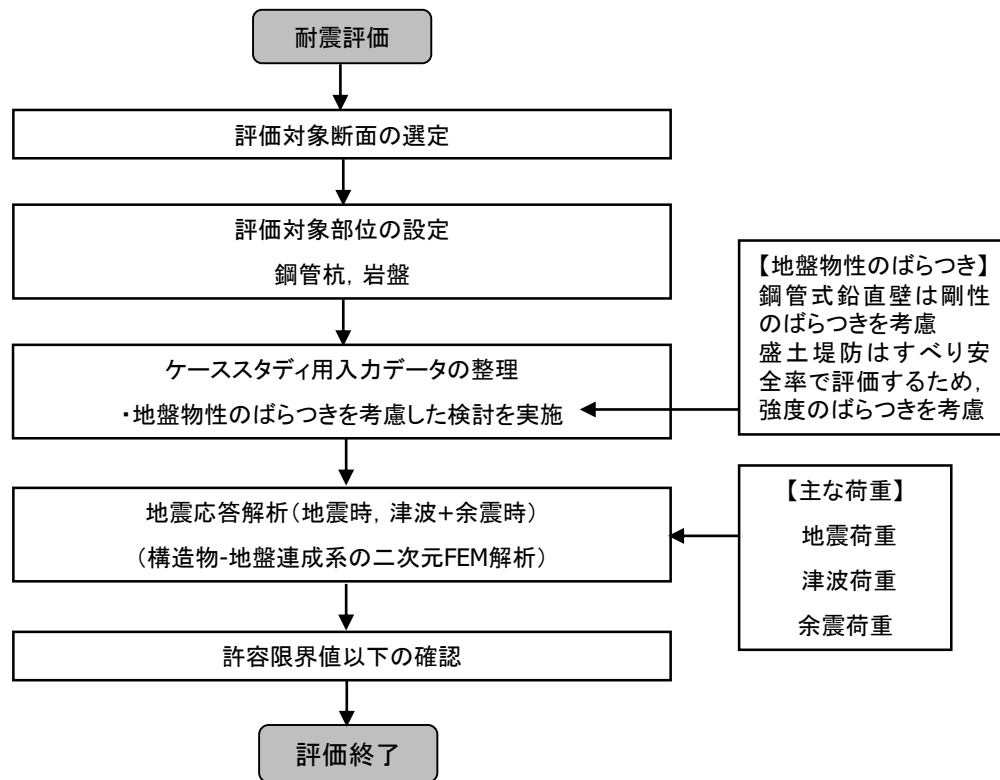 耐震評価
評価対象断面の選定
評価対象部位の設定
鋼管杭，岩盤
ケーススタディ用入力データの整理
・地盤物性のばらつきを考慮した検討を実施
【地盤物性のばらつき】
鋼管式鉛直壁は剛性
のばらつきを考慮
盛土堤防はすべり安
全率で評価するため，
強度のばらつきを考慮
地震応答解析（地震時，津波+余震時）
（構造物-地盤連成系の二次元FEM解析）
【主な荷重】
地震荷重
津波荷重
余震荷重
許容限界値以下の確認
評価終了